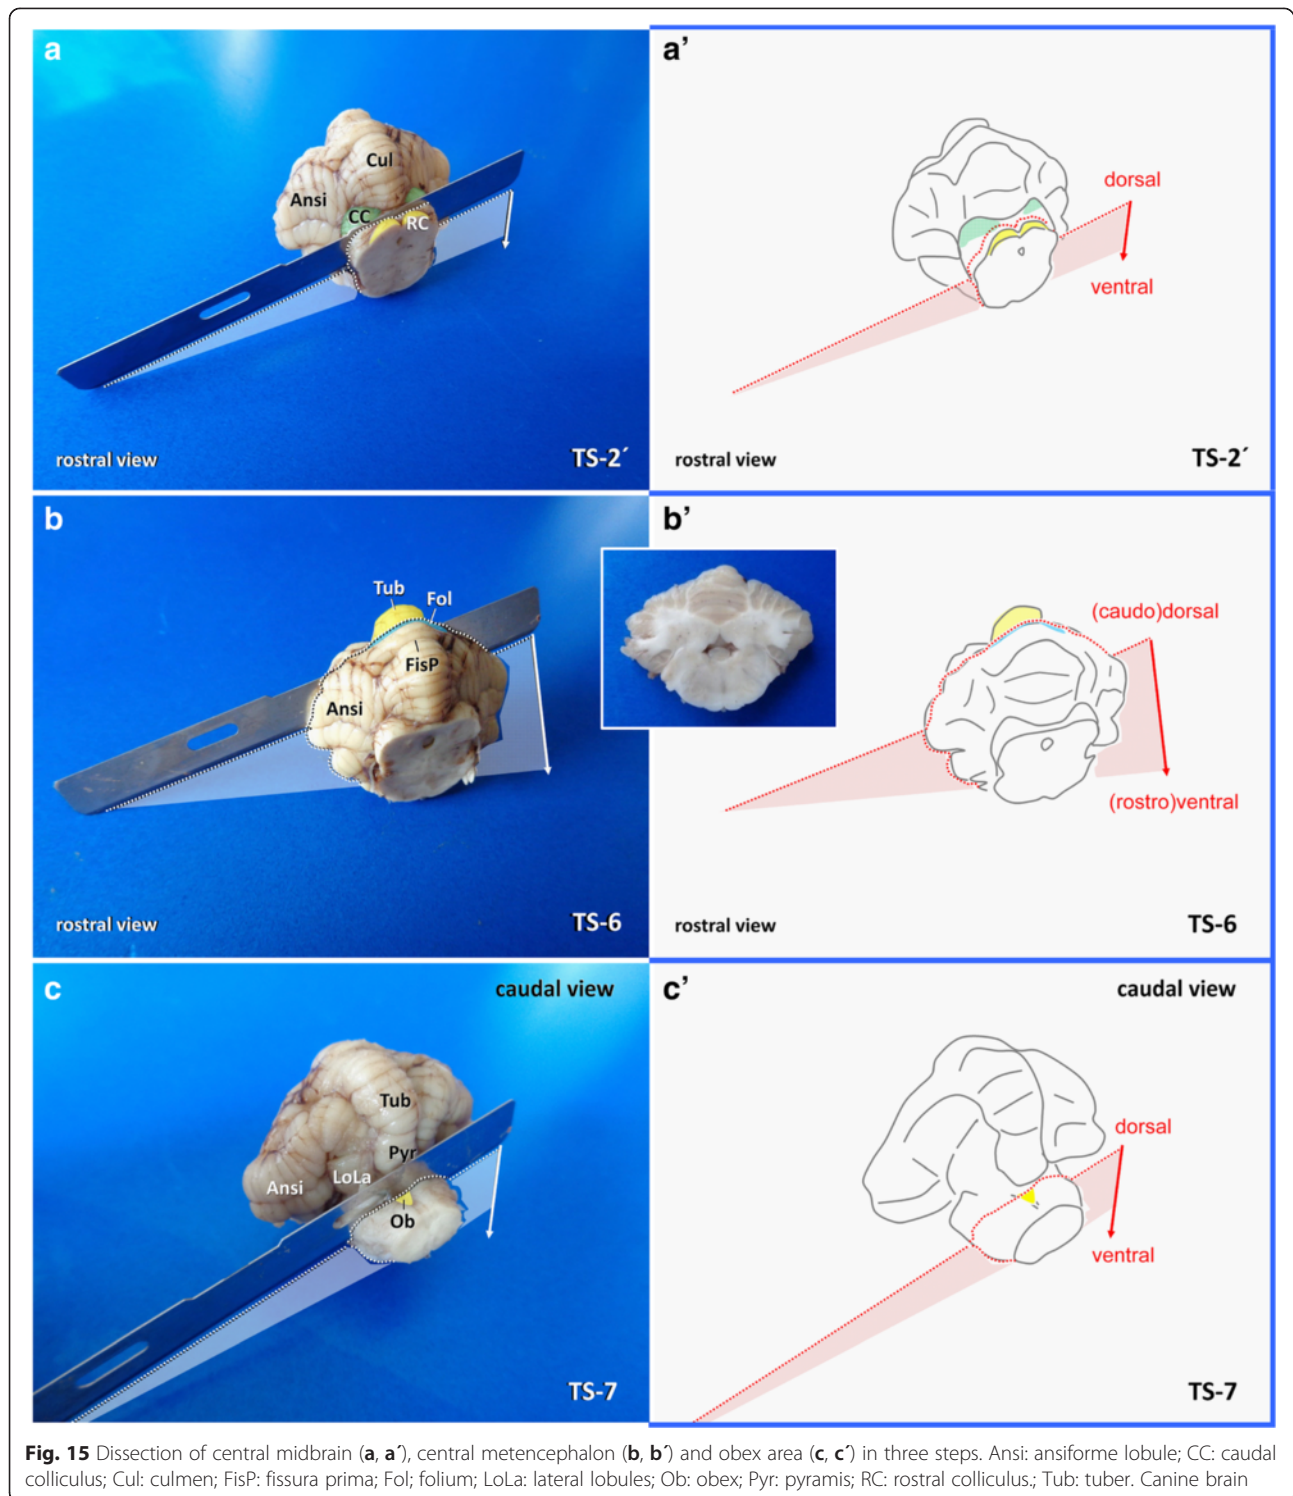 a
Cul
Ansi
CC
RC
rostral view
TS-2´
a’
dorsal
ventral
rostral view
TS-2´
b
Tub
Fol
FisP
Ansi
rostral view
TS-6
b’
(caudo)dorsal
(rostro)ventral
rostral view
TS-6
c
caudal view
Tub
Pyr
LoLa
Ansi
Ob
TS-7
c’
caudal view
dorsal
ventral
TS-7
Fig. 15 Dissection of central midbrain (a, a´), central metencephalon (b, b´) and obex area (c, c´) in three steps. Ansi: ansiforme lobule; CC: caudal
colliculus; Cul: culmen; FisP: fissura prima; Fol; folium; LoLa: lateral lobules; Ob: obex; Pyr: pyramis; RC: rostral colliculus.; Tub: tuber. Canine brain